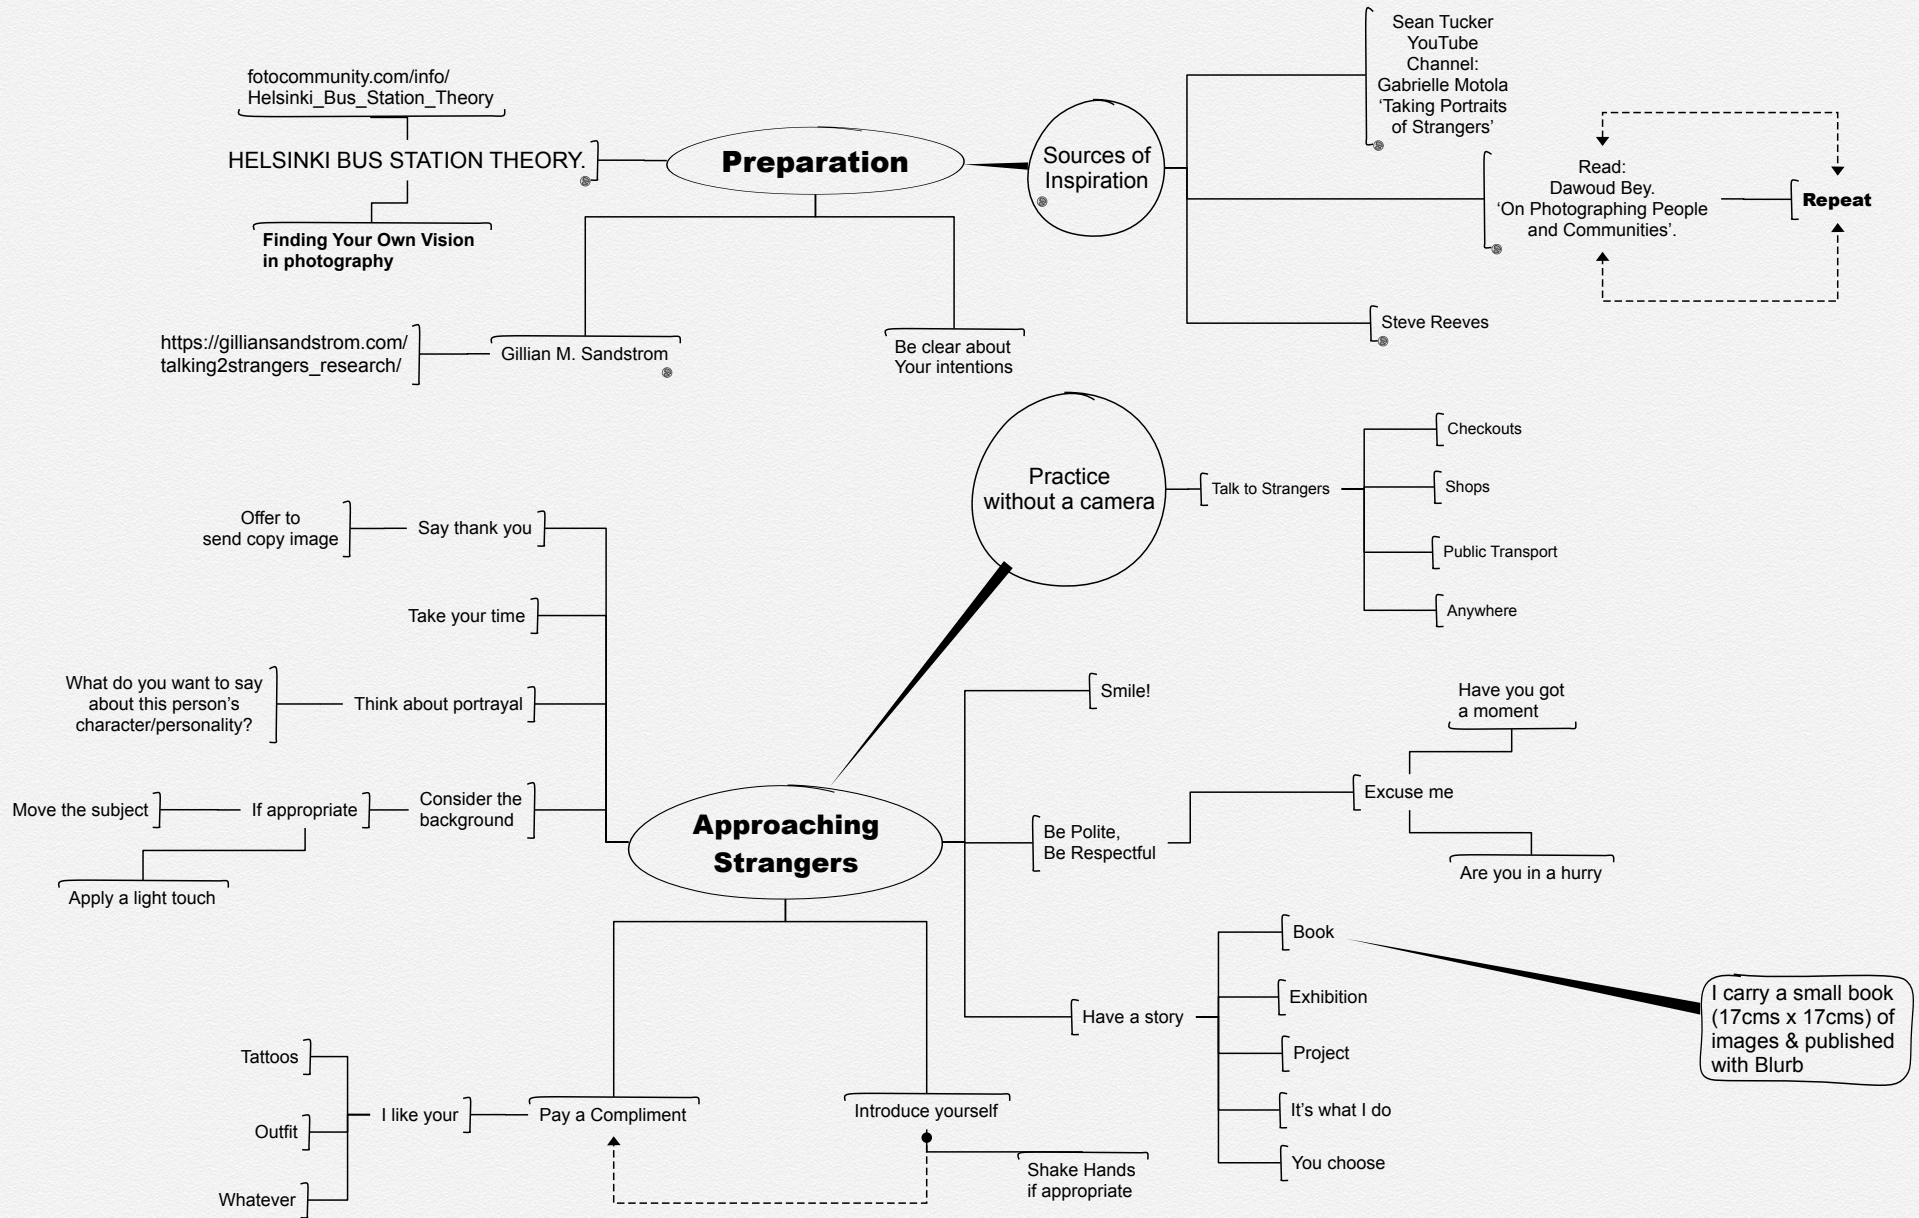 fotocommunity.com/info/
Helsinki_Bus_Station_Theory
HELSINKI BUS STATION THEORY.
Finding Your Own Vision
in photography
Preparation
https://gilliansandstrom.com/
talking2strangers_research/
Gillian M. Sandstrom
Be clear about
Your intentions
Sources of
Inspiration
Sean Tucker
YouTube
Channel:
Gabrielle Motola
‘Taking Portraits
of Strangers’
Read:
Dawoud Bey.
‘On Photographing People
and Communities’.
Repeat
Steve Reeves
Practice
without a camera
Talk to Strangers
Checkouts
Shops
Public Transport
Anywhere
Approaching
Strangers
Offer to
send copy image
Say thank you
Take your time
What do you want to say
about this person’s
character/personality?
Think about portrayal
Move the subject
If appropriate
Consider the
background
Apply a light touch
Smile!
Be Polite,
Be Respectful
Excuse me
Have you got
a moment
Are you in a hurry
Have a story
Book
Exhibition
Project
It’s what I do
You choose
I carry a small book
(17cms x 17cms) of
images & published
with Blurb
Tattoos
Outfit
Whatever
I like your
Pay a Compliment
Introduce yourself
Shake Hands
if appropriate